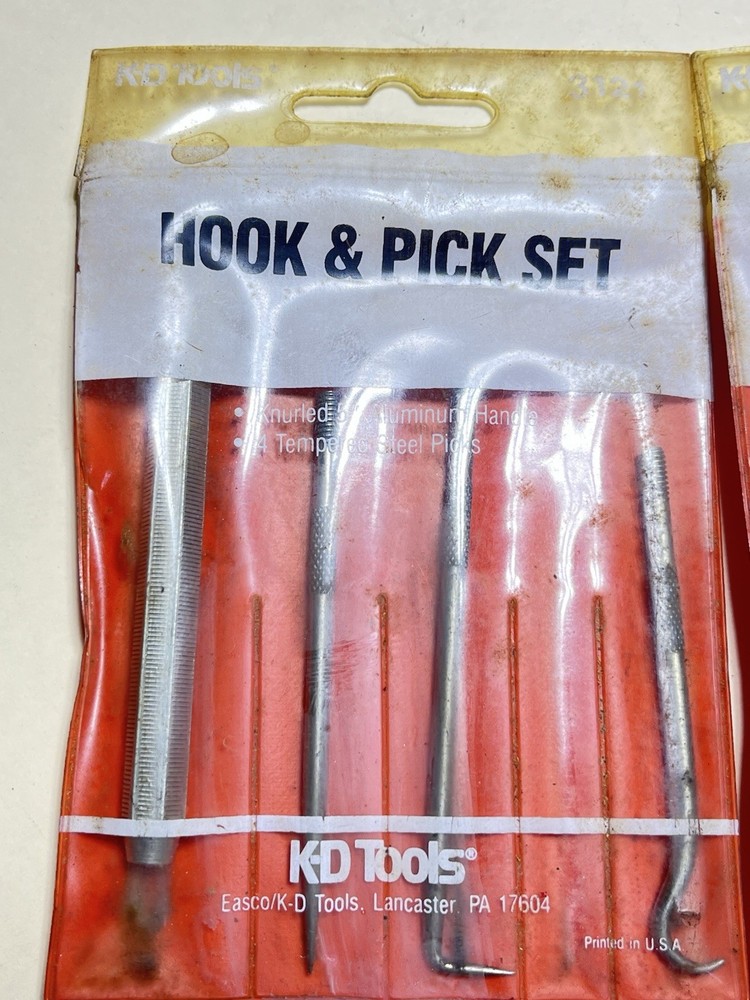 K-D Tools 3121
HOOK & PICK SET
• Knurled Aluminum Handle
• 4 Tempered Steel Picks
K-D Tools®
Easco/K-D Tools. Lancaster PA 17604
Printed in U.S.A.